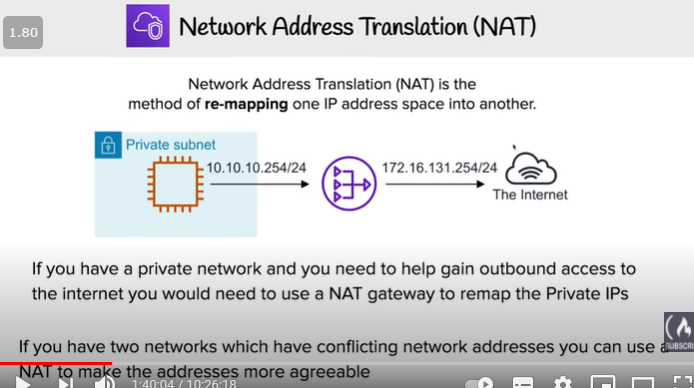 1.80
Network Address Translation (NAT)
Network Address Translation (NAT) is the
method of re-mapping one IP address space into another.
Private subnet
10.10.10.254/24
172.16.131.254/24
The Internet
If you have a private network and you need to help gain outbound access to
the internet you would need to use a NAT gateway to remap the Private IPs
If you have two networks which have conflicting network addresses you can use a
SUBSCRI
NAT to make the addresses more agreeable
1:40:04 / 10:26:18